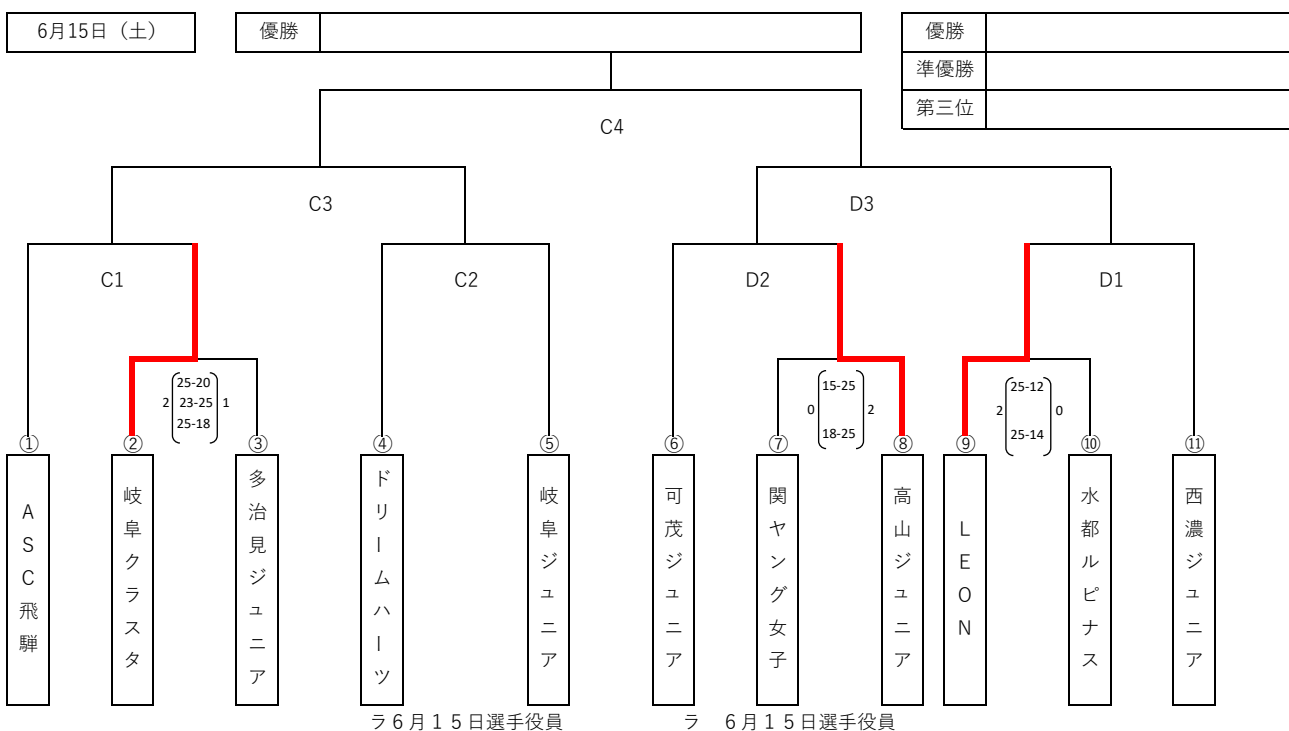 6月15日（土）
優勝
優勝
準優勝
第三位
C4
C3
D3
C1
C2
D2
D1
25-20
2 23-25 1
25-18
15-25
0 2
18-25
25-12
2 0
25-14
① ② ③ ④ ⑤ ⑥ ⑦ ⑧ ⑨ ⑩ ⑪
ＡＳＣ飛騨
岐阜クラスタ
多治見ジュニア
ドリームハーツ
岐阜ジュニア
可茂ジュニア
関ヤング女子
高山ジュニア
ＬＥＯＮ
水都ルピナス
西濃ジュニア
ラ６月１５日選手役員 ラ ６月１５日選手役員